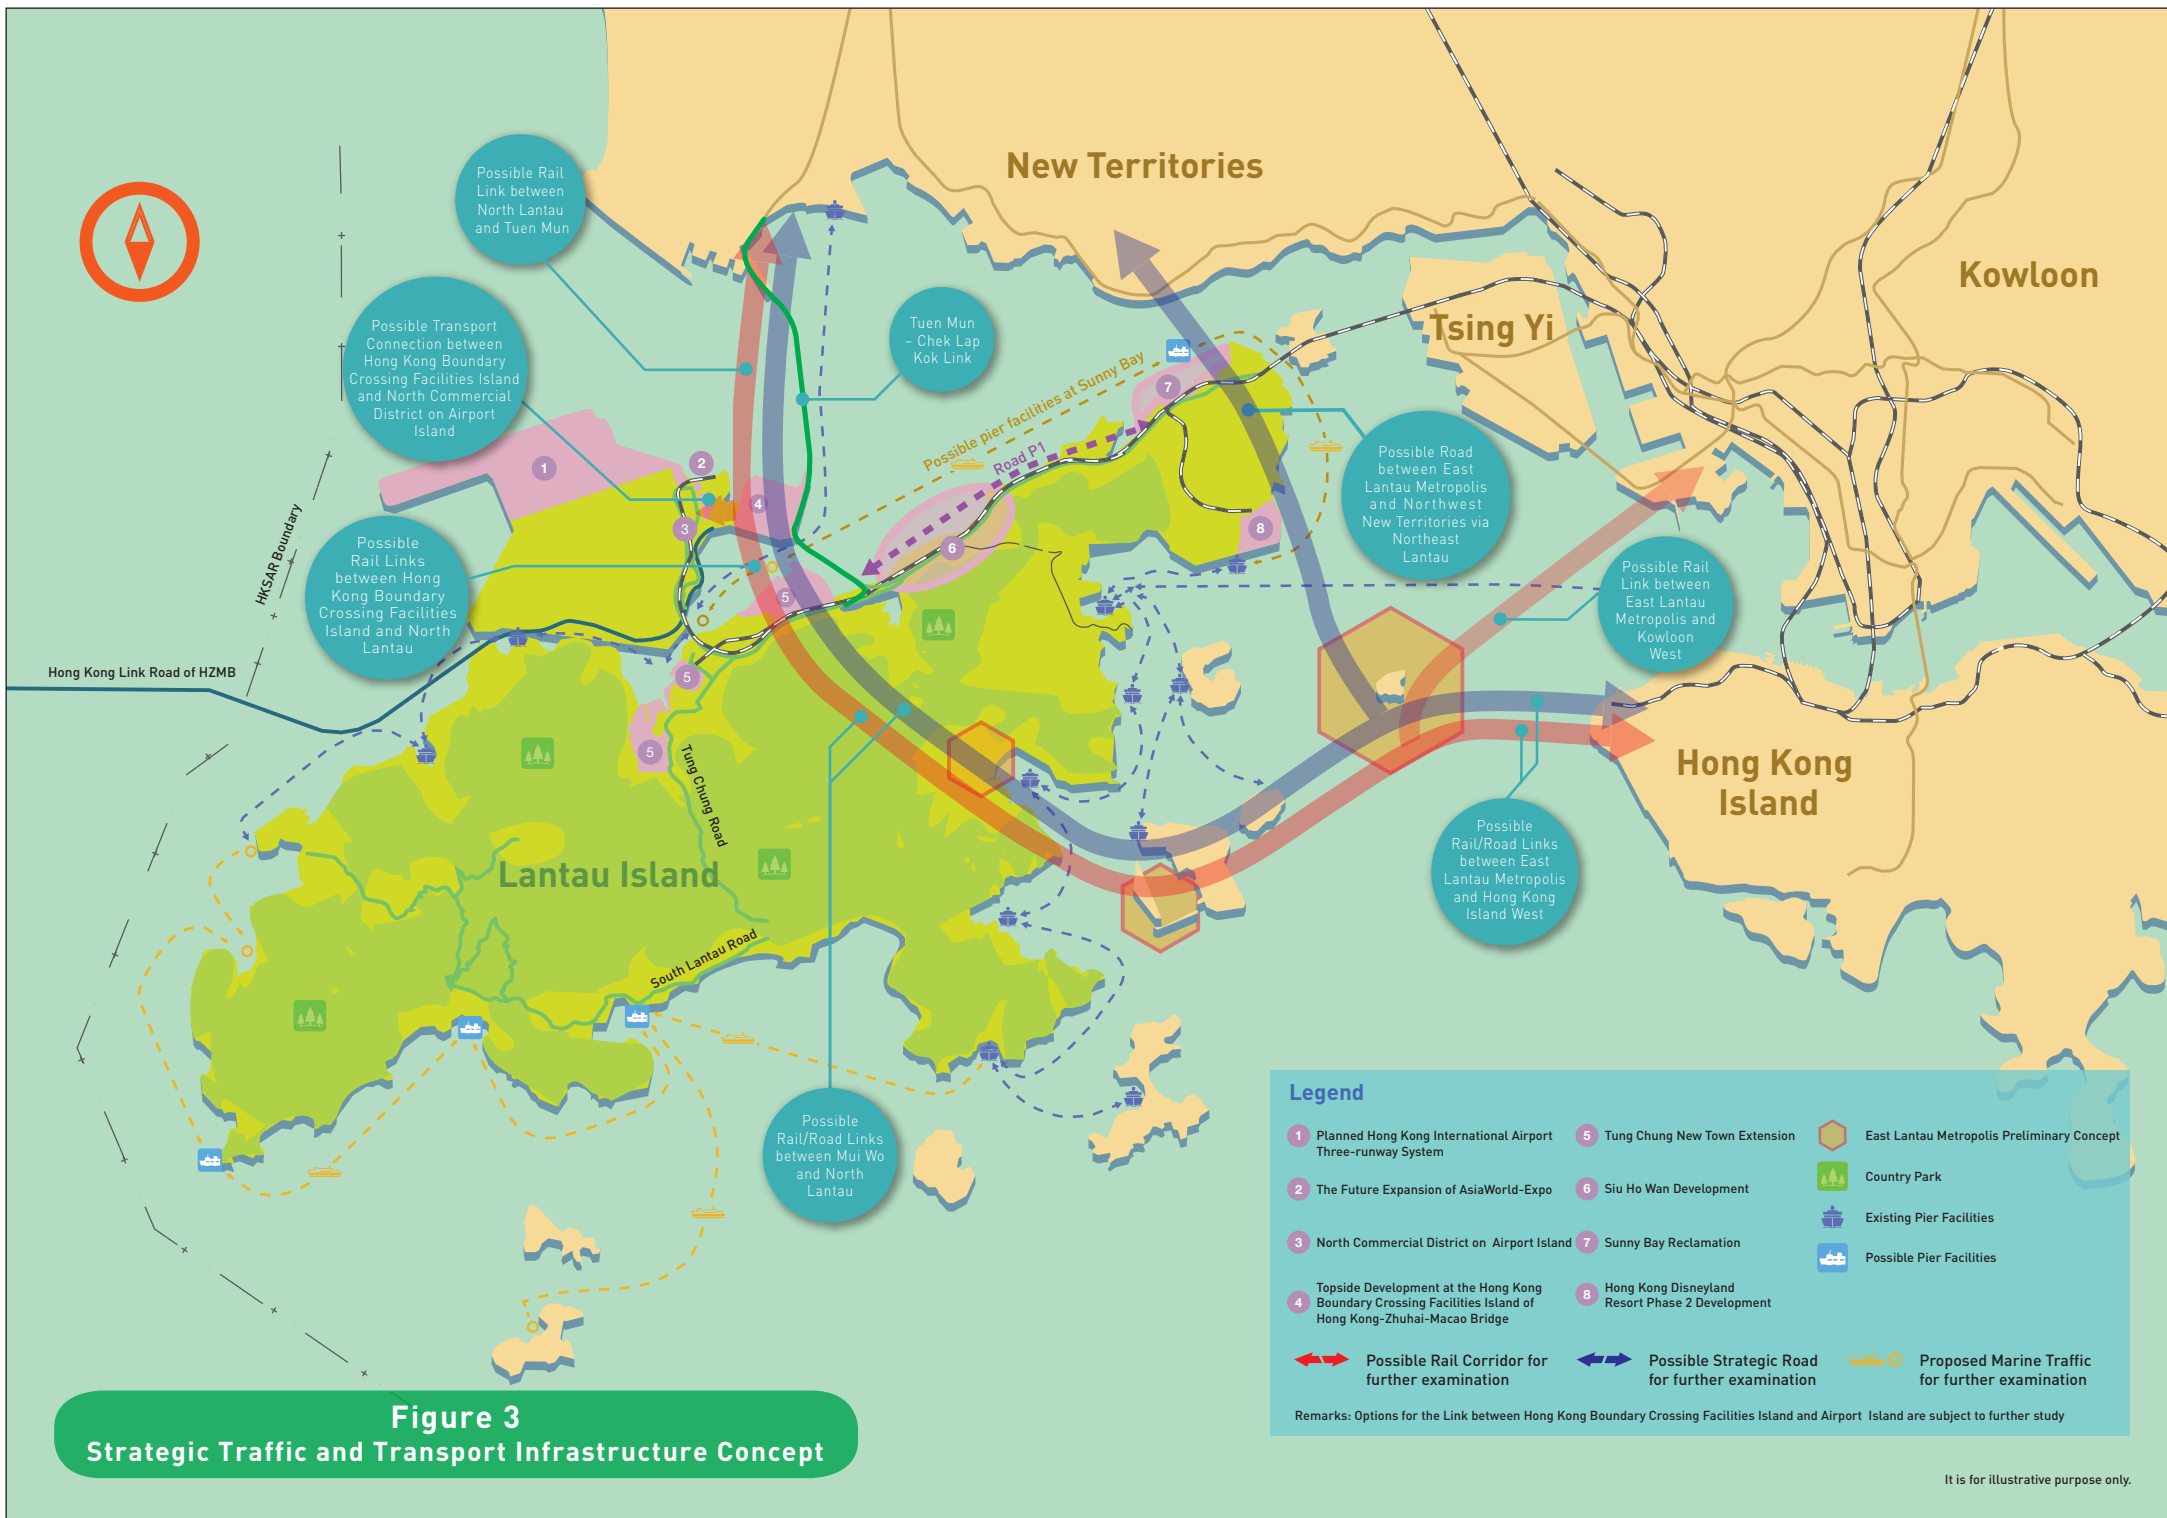 New Territories
Kowloon
Tsing Yi
Hong Kong
Island
Lantau Island
Possible Rail
Link between
North Lantau
and Tuen Mun
Possible Transport
Connection between
Hong Kong Boundary
Crossing Facilities Island
and North Commercial
District on Airport
Island
Tuen Mun
– Chek Lap
Kok Link
Possible pier facilities at Sunny Bay
Road P1
Possible Road
between East
Lantau Metropolis
and Northwest
New Territories via
Northeast
Lantau
Possible
Rail Links
between Hong
Kong Boundary
Crossing Facilities
Island and North
Lantau
Possible Rail
Link between
East Lantau
Metropolis and
Kowloon
West
Possible
Rail/Road Links
between East
Lantau Metropolis
and Hong Kong
Island West
Possible
Rail/Road Links
between Mui Wo
and North
Lantau
HKSAR Boundary
Hong Kong Link Road of HZMB
Tung Chung Road
South Lantau Road
1
2
3
4
5
5
5
6
7
8
Legend
1 Planned Hong Kong International Airport
Three-runway System
2 The Future Expansion of AsiaWorld-Expo
3 North Commercial District on Airport Island
4 Topside Development at the Hong Kong
Boundary Crossing Facilities Island of
Hong Kong-Zhuhai-Macao Bridge
5 Tung Chung New Town Extension
6 Siu Ho Wan Development
7 Sunny Bay Reclamation
8 Hong Kong Disneyland
Resort Phase 2 Development
East Lantau Metropolis Preliminary Concept
Country Park
Existing Pier Facilities
Possible Pier Facilities
Possible Rail Corridor for
further examination
Possible Strategic Road
for further examination
Proposed Marine Traffic
for further examination
Remarks: Options for the Link between Hong Kong Boundary Crossing Facilities Island and Airport Island are subject to further study
Figure 3
Strategic Traffic and Transport Infrastructure Concept
It is for illustrative purpose only.